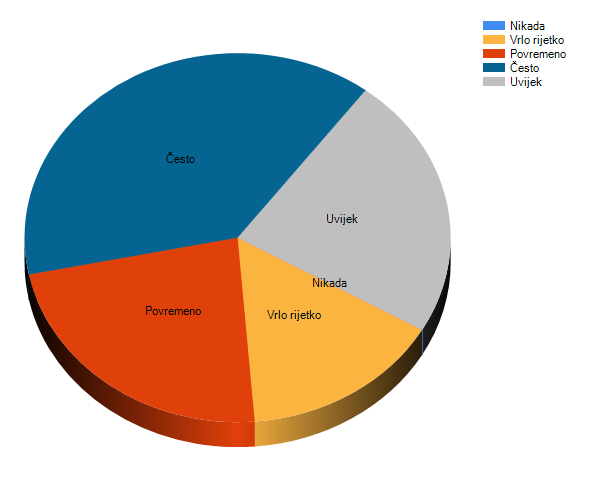 Nikada
Vrlo rijetko
Povremeno
Često
Uvijek
Često
Uvijek
Nikada
Povremeno
Vrlo rijetko